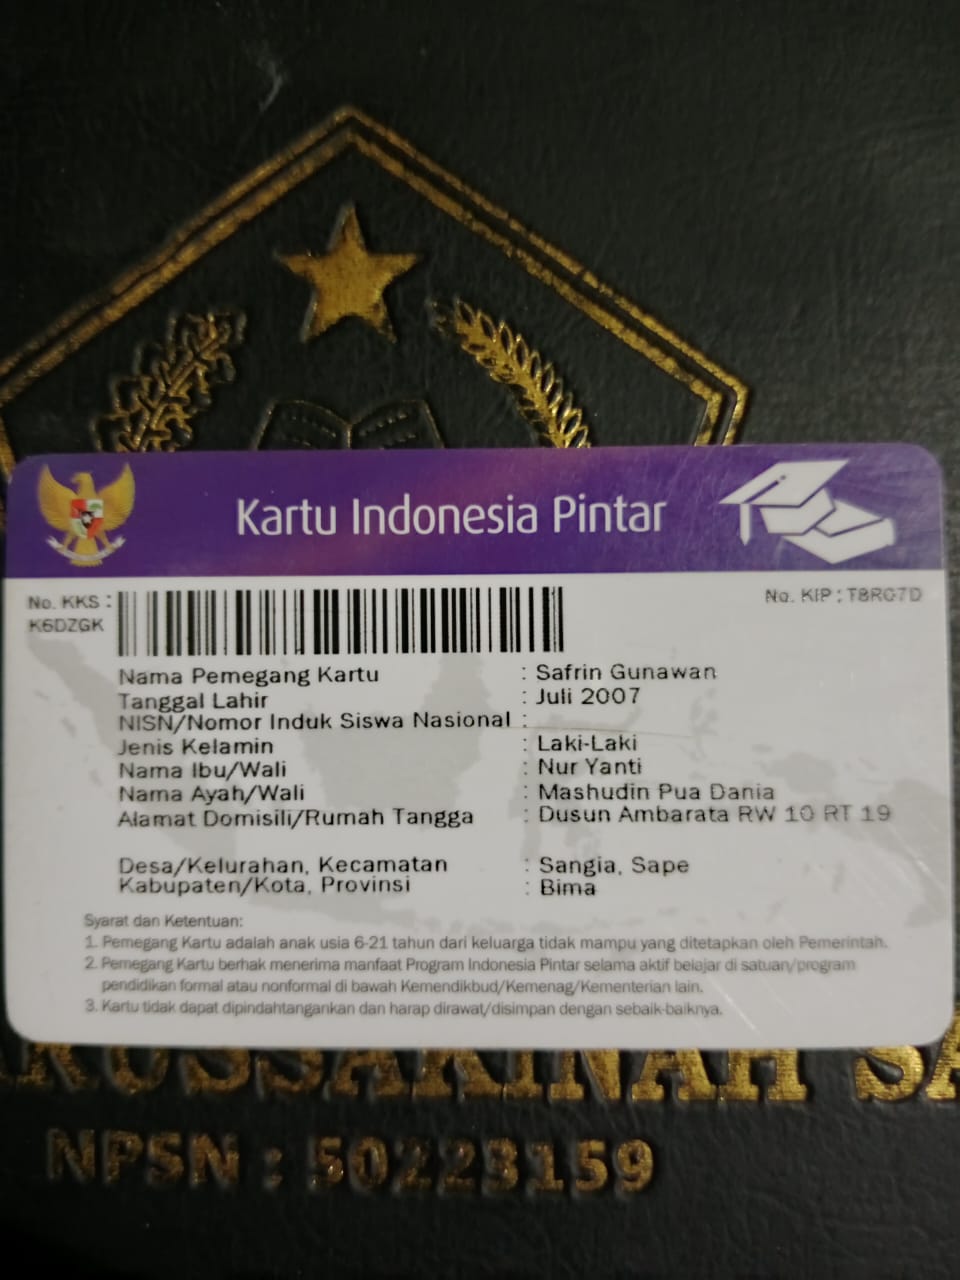 Kartu Indonesia Pintar
No. KKS :
K6DZGK
No. KIP : T8RG7D
Nama Pemegang Kartu : Safrin Gunawan
Tanggal Lahir : Juli 2007
NISN/Nomor Induk Siswa Nasional :
Jenis Kelamin : Laki-Laki
Nama Ibu/Wali : Nur Yanti
Nama Ayah/Wali : Mashudin Pua Dania
Alamat Domisili/Rumah Tangga : Dusun Ambarata RW 10 RT 19
Desa/Kelurahan, Kecamatan : Sangia, Sape
Kabupaten/Kota, Provinsi : Bima
Syarat dan Ketentuan:
1. Pemegang Kartu adalah anak usia 6-21 tahun dari keluarga tidak mampu yang ditetapkan oleh Pemerintah.
2. Pemegang Kartu berhak menerima manfaat Program Indonesia Pintar selama aktif belajar di satuan/program
pendidikan formal atau nonformal di bawah Kemendikbud/Kemenag/Kementerian lain.
3. Kartu tidak dapat dipindahtangankan dan harap dirawat/disimpan dengan sebaik-baiknya.
NPSN : 50223159